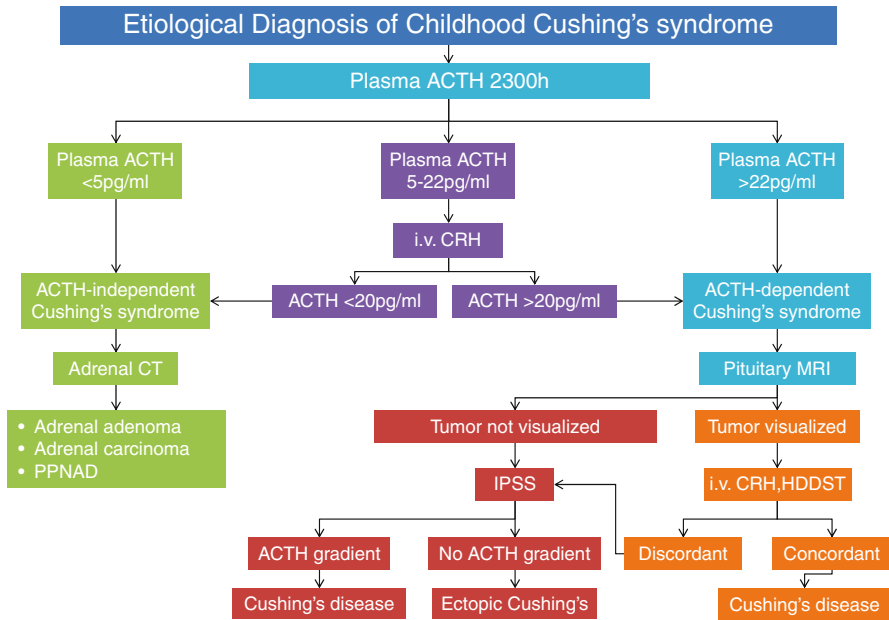 Etiological Diagnosis of Childhood Cushing's syndrome
Plasma ACTH 2300h
Plasma ACTH
<5pg/ml
Plasma ACTH
5-22pg/ml
Plasma ACTH
>22pg/ml
i.v. CRH
ACTH-independent
Cushing's syndrome
ACTH <20pg/ml
ACTH >20pg/ml
ACTH-dependent
Cushing's syndrome
Adrenal CT
Pituitary MRI
• Adrenal adenoma
• Adrenal carcinoma
• PPNAD
Tumor not visualized
Tumor visualized
IPSS
i.v. CRH,HDDST
ACTH gradient
No ACTH gradient
Discordant
Concordant
Cushing's disease
Ectopic Cushing's
Cushing's disease